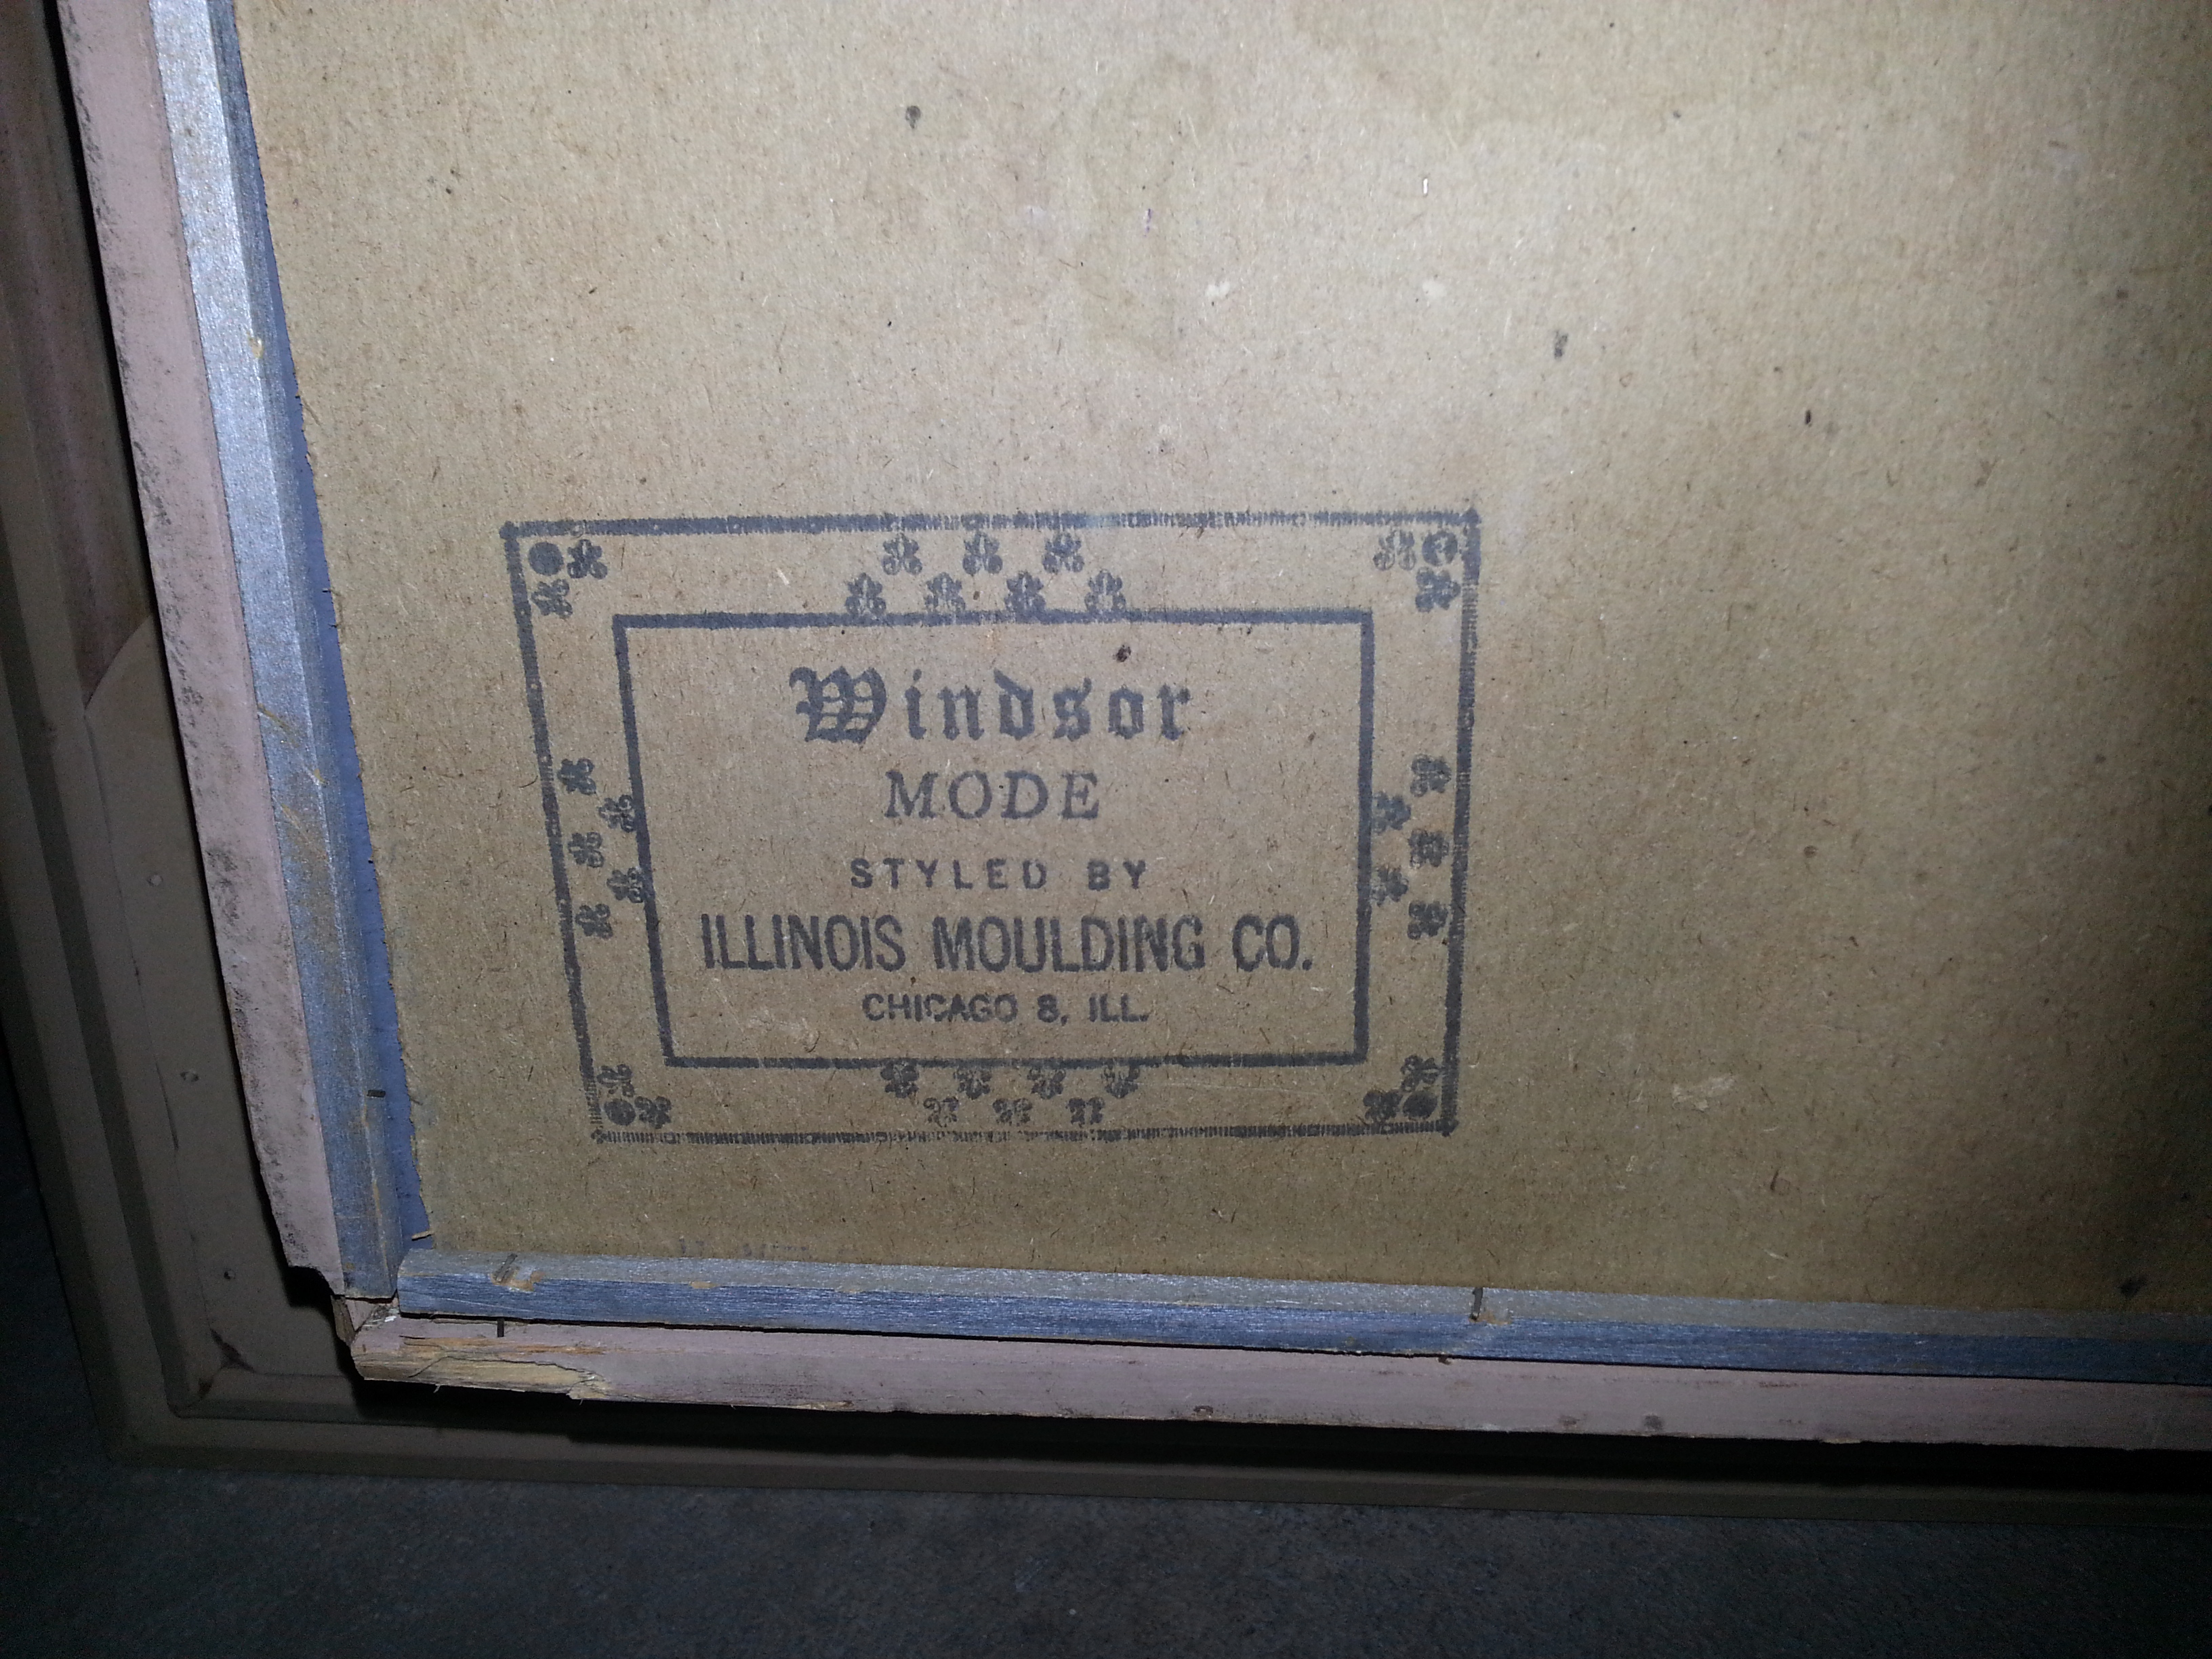 Windsor
MODE
STYLED BY
ILLINOIS MOULDING CO.
CHICAGO 8, ILL.